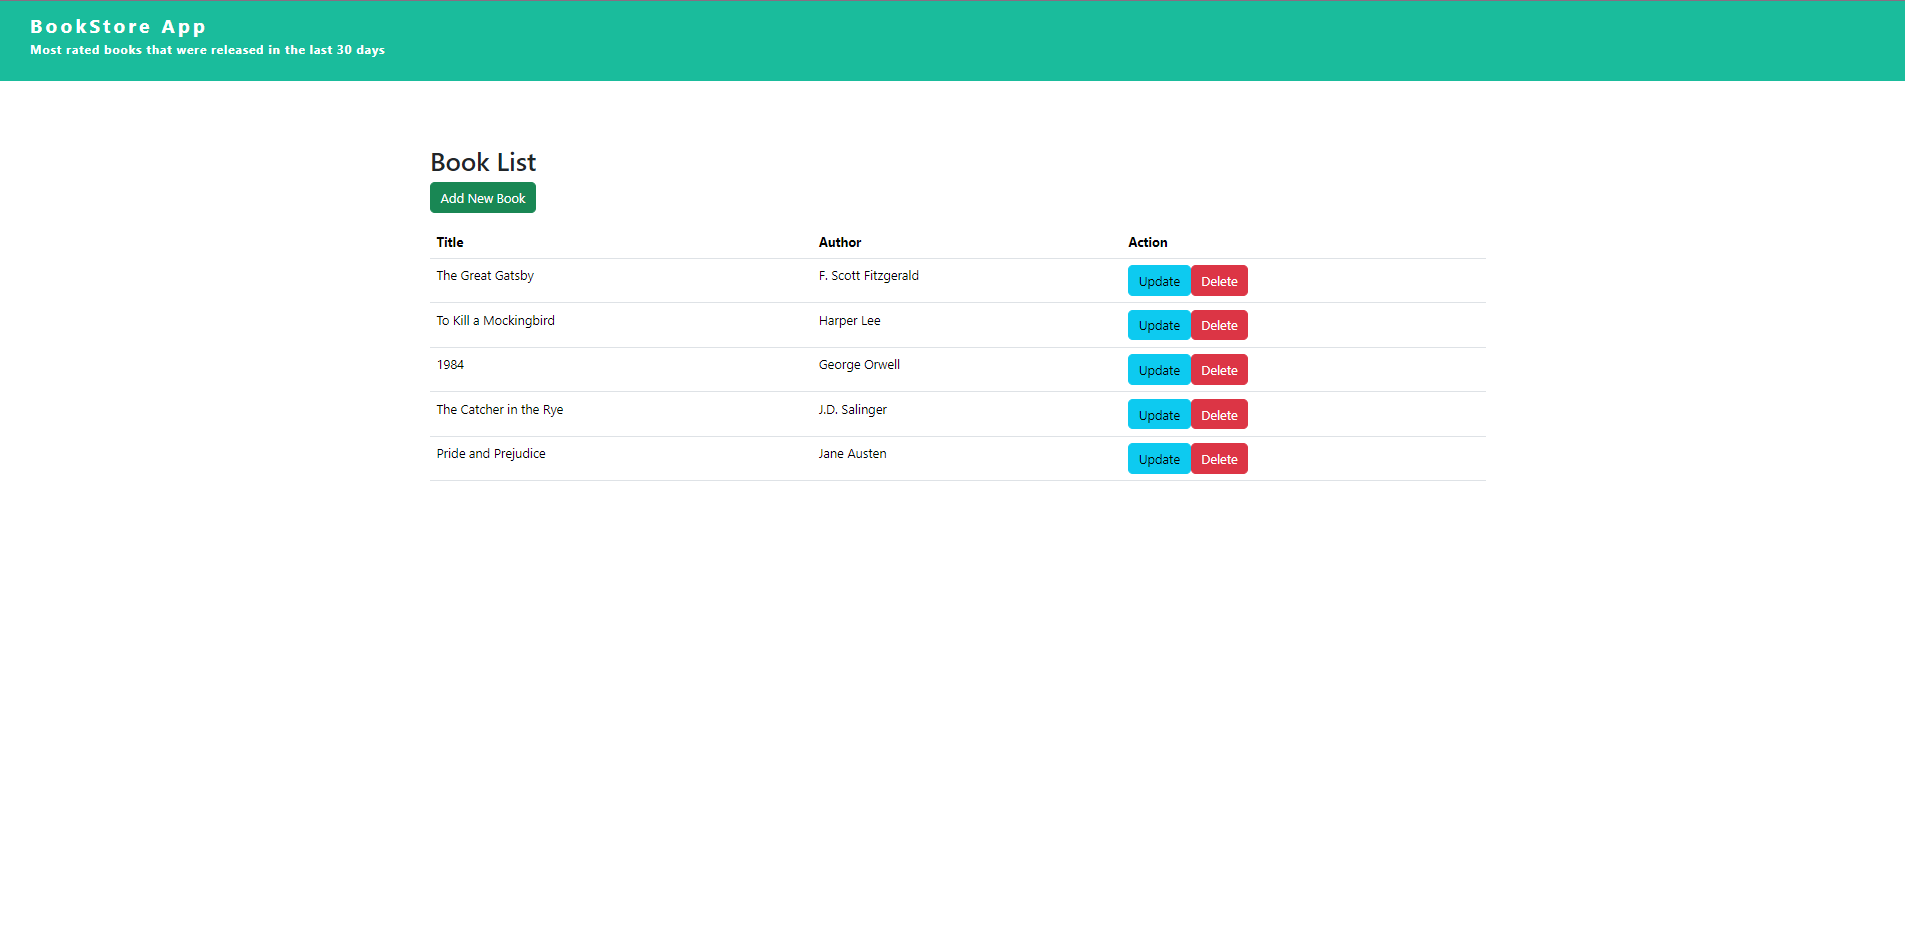 BookStore App
Most rated books that were released in the last 30 days
Book List
Add New Book
Title Author Action
The Great Gatsby F. Scott Fitzgerald Update Delete
To Kill a Mockingbird Harper Lee Update Delete
1984 George Orwell Update Delete
The Catcher in the Rye J.D. Salinger Update Delete
Pride and Prejudice Jane Austen Update Delete